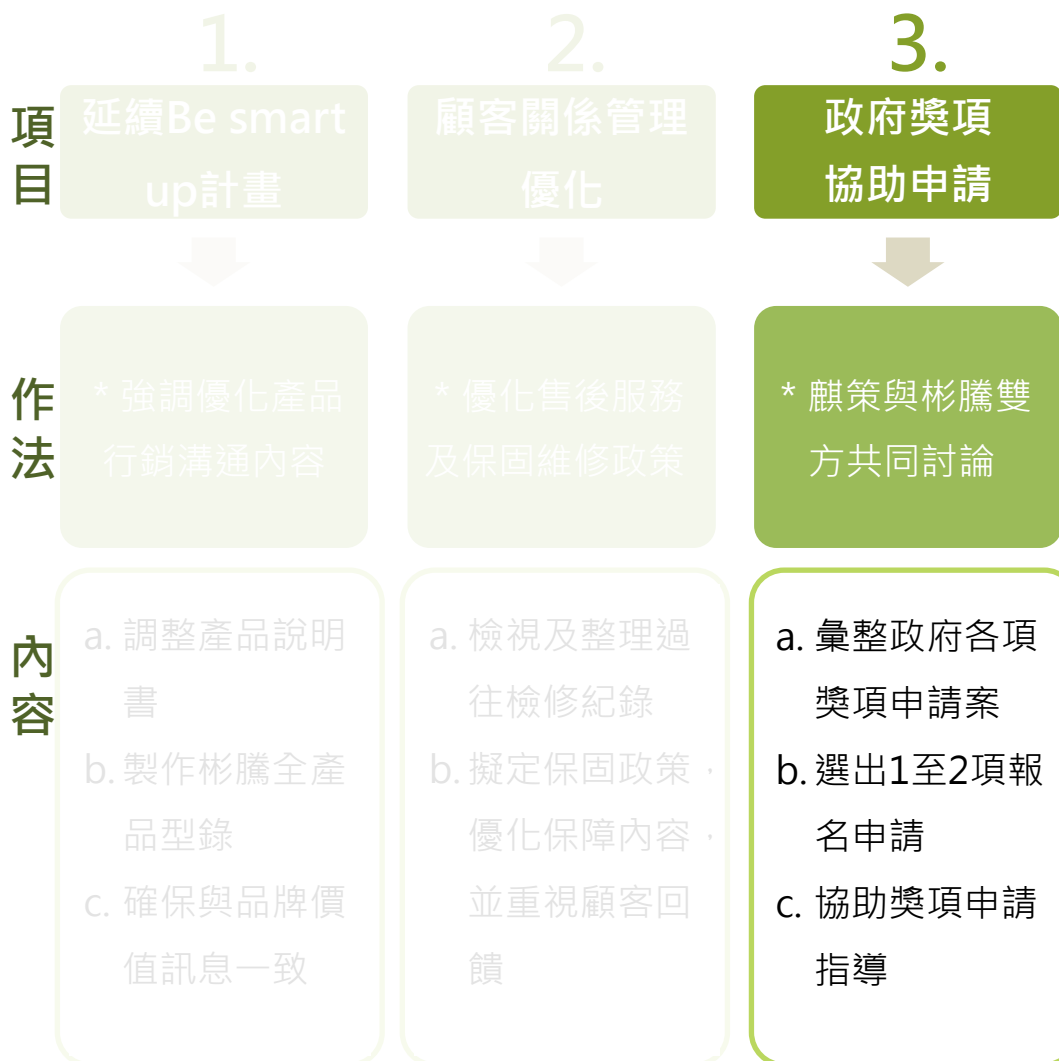 1.
2.
3.
項目
延續Be smart
up計畫
顧客關係管理
優化
政府獎項
協助申請
作法
* 強調優化產品
行銷溝通內容
* 優化售後服務
及保固維修政策
* 麒策與彬騰雙
方共同討論
內容
a. 調整產品說明
書
b. 製作彬騰全產
品型錄
c. 確保與品牌價
值訊息一致
a. 檢視及整理過
往檢修紀錄
b. 擬定保固政策，
優化保障內容，
並重視顧客回
饋
a. 彙整政府各項
獎項申請案
b. 選出1至2項報
名申請
c. 協助獎項申請
指導